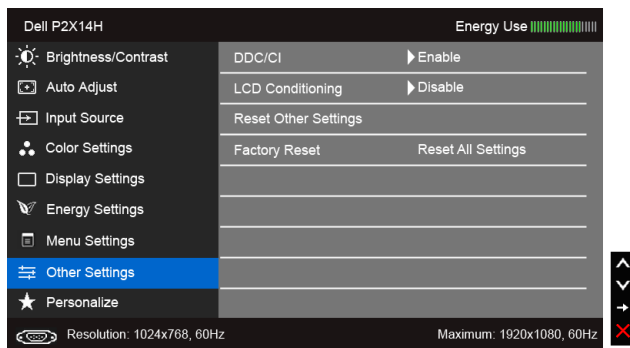 Dell P2X14H Energy Use
Brightness/Contrast DDC/CI Enable
Auto Adjust LCD Conditioning Disable
Input Source Reset Other Settings
Color Settings Factory Reset Reset All Settings
Display Settings
Energy Settings
Menu Settings
Other Settings
Personalize
Resolution: 1024x768, 60Hz Maximum: 1920x1080, 60Hz